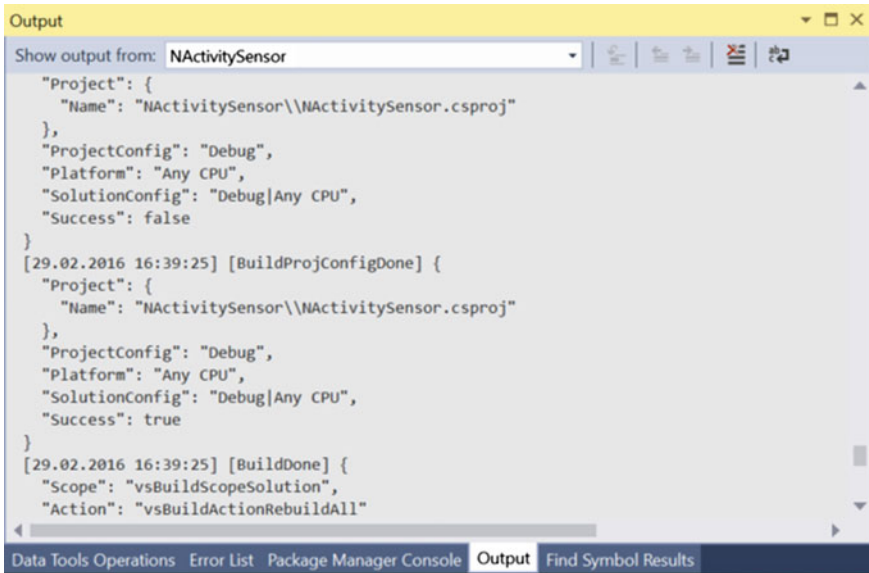 Output
Show output from: NActivitySensor
"Project": {
"Name": "NActivitySensor\\NActivitySensor.csproj"
},
"ProjectConfig": "Debug",
"Platform": "Any CPU",
"SolutionConfig": "Debug|Any CPU",
"Success": false
}
[29.02.2016 16:39:25] [BuildProjConfigDone] {
"Project": {
"Name": "NActivitySensor\\NActivitySensor.csproj"
},
"ProjectConfig": "Debug",
"Platform": "Any CPU",
"SolutionConfig": "Debug|Any CPU",
"Success": true
}
[29.02.2016 16:39:25] [BuildDone] {
"Scope": "vsBuildScopeSolution",
"Action": "vsBuildActionRebuildAll"
Data Tools Operations Error List Package Manager Console Output Find Symbol Results